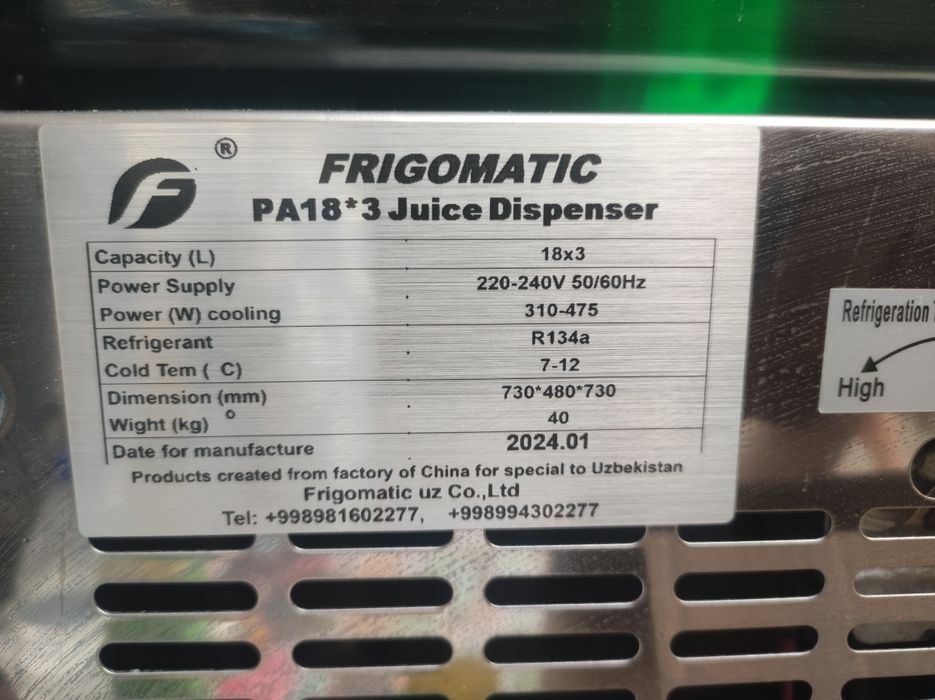 ®
FRIGOMATIC
PA18*3 Juice Dispenser
Capacity (L) 18x3
Power Supply 220-240V 50/60Hz
Power (W) cooling 310-475
Refrigerant R134a
Cold Tem ( C) 7-12
Dimension (mm) 730*480*730
Wight (kg) 40
Date for manufacture 2024.01
Products created from factory of China for special to Uzbekistan
Frigomatic uz Co.,Ltd
Tel: +998981602277, +998994302277
Refrigeration
High